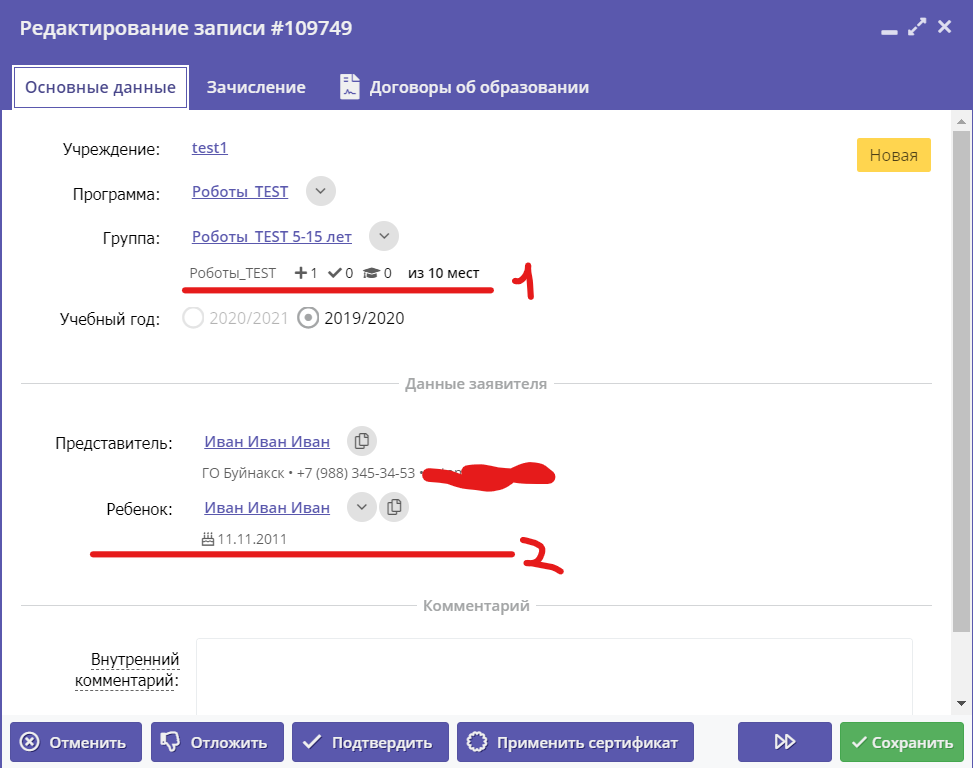 Редактирование записи #109749
Основные данные Зачисление Договоры об образовании
Учреждение: test1
Новая
Программа: Роботы_TEST
Группа: Роботы_TEST 5-15 лет
Роботы_TEST +1 ✓0 0 из 10 мест
1
Учебный год: 2020/2021 2019/2020
Данные заявителя
Представитель: Иван Иван Иван
ГО Буйнакск • +7 (988) 345-34-53 •
Ребенок: Иван Иван Иван
11.11.2011
2
Комментарий
Внутренний
комментарий:
Отменить Отложить Подтвердить Применить сертификат Сохранить